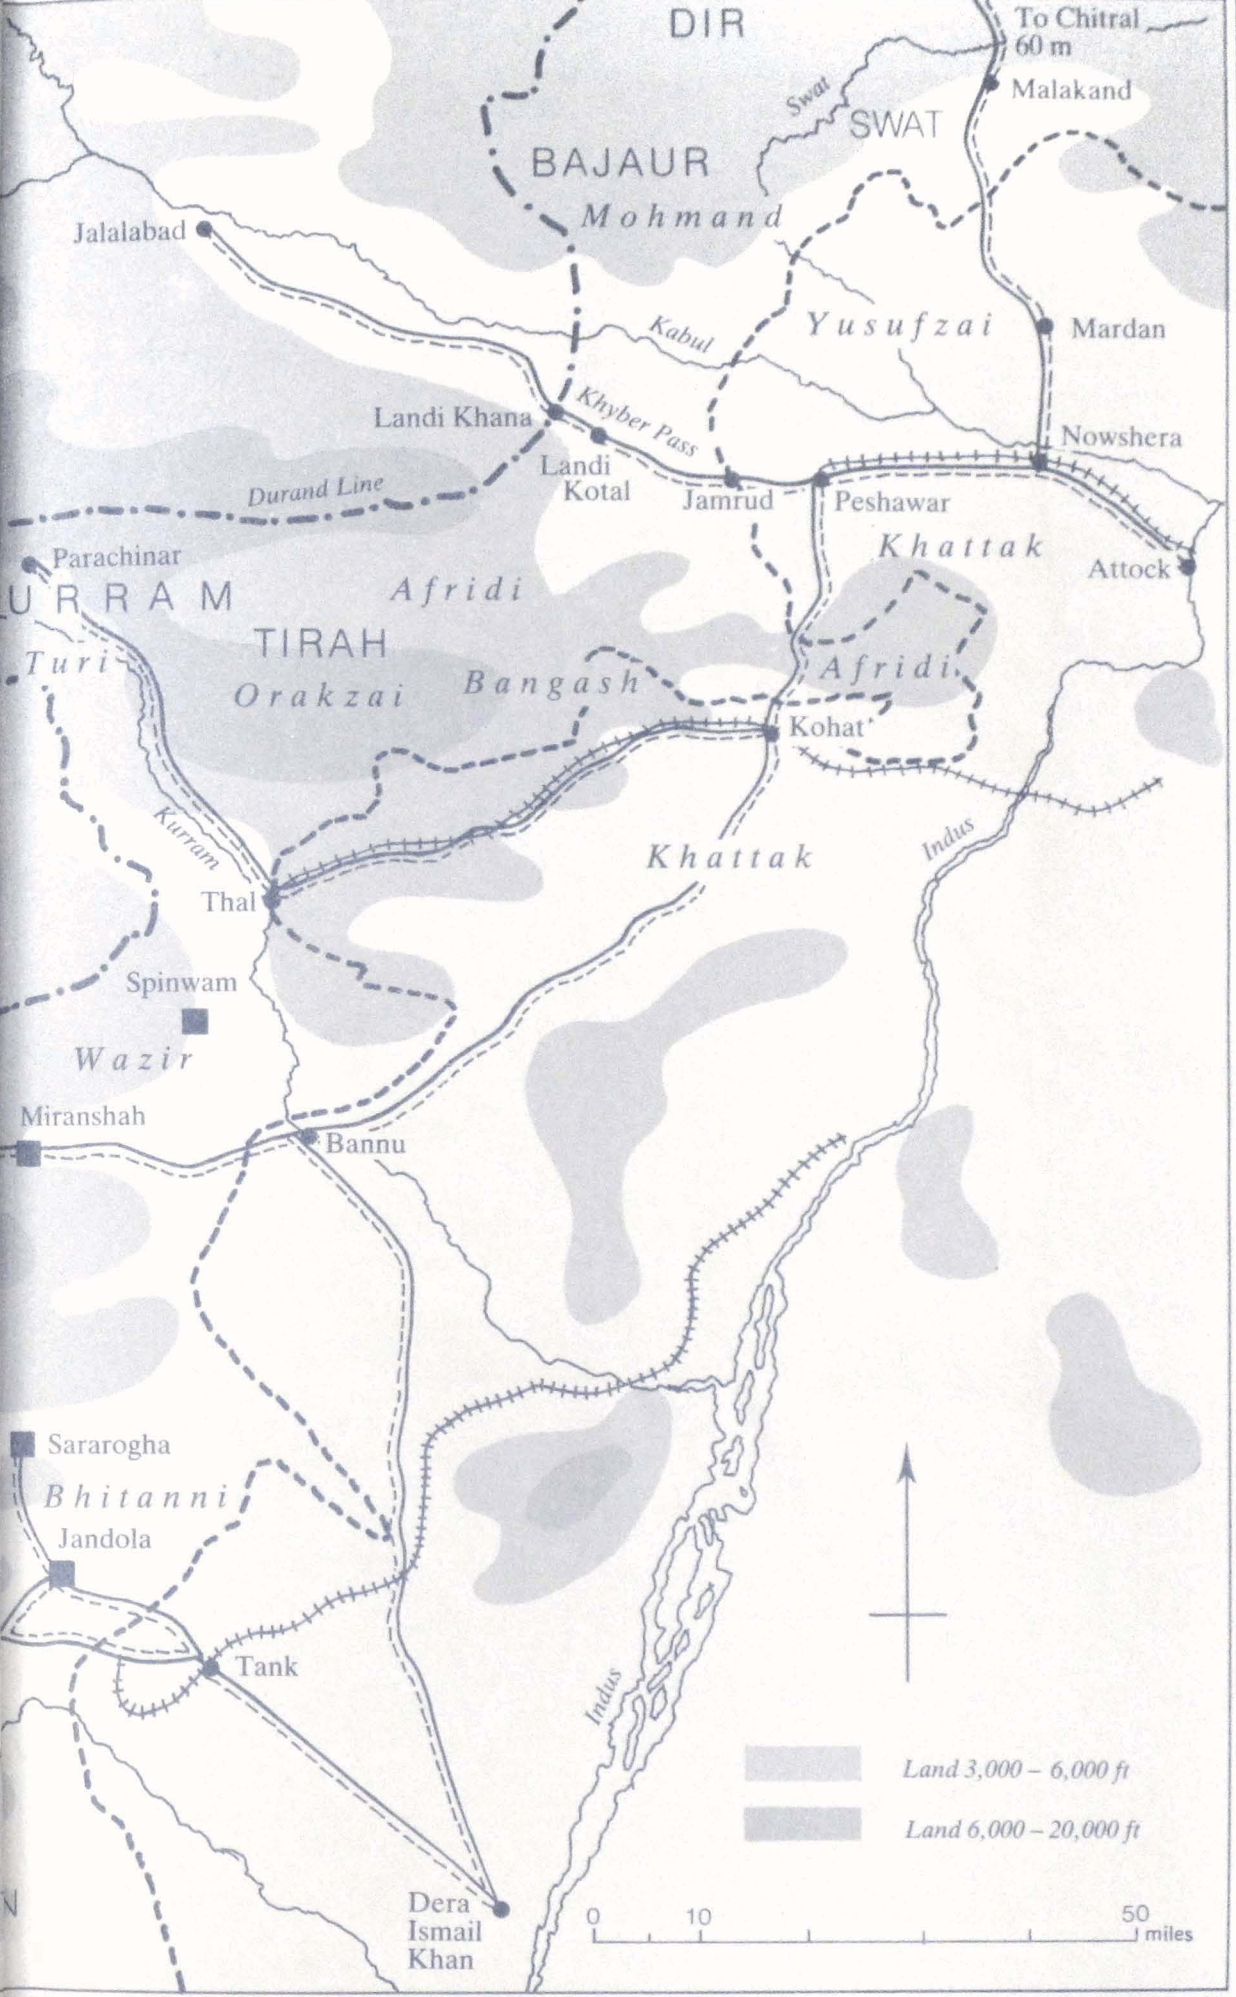 DIR
To Chitral
60 m
Malakand
Swat
SWAT
BAJAUR
Mohmand
Jalalabad
Kabul
Yusufzai
Mardan
Landi Khana
Khyber Pass
Landi
Kotal
Nowshera
Durand Line
Jamrud
Peshawar
Khattak
Attock
Parachinar
URRAM
Afridi
TIRAH
Turi
Orakzai
Bangash
Afridi
Kohat
Kurram
Khattak
Indus
Thal
Spinwam
Wazir
Miranshah
Bannu
Sararogha
Bhitanni
Jandola
Tank
Indus
Land 3,000 – 6,000 ft
Land 6,000 – 20,000 ft
N
Dera
Ismail
Khan
0 10 50
miles